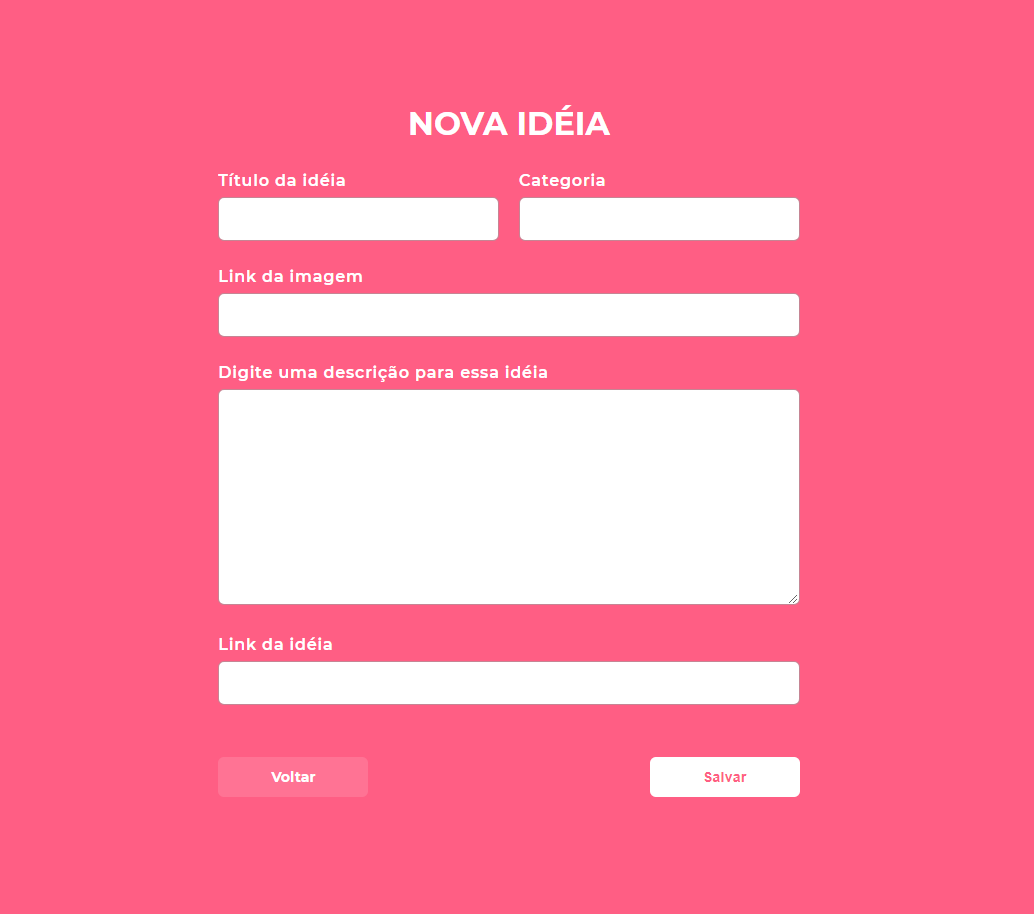 NOVA IDÉIA
Título da idéia
Categoria
Link da imagem
Digite uma descrição para essa idéia
Link da idéia
Voltar
Salvar